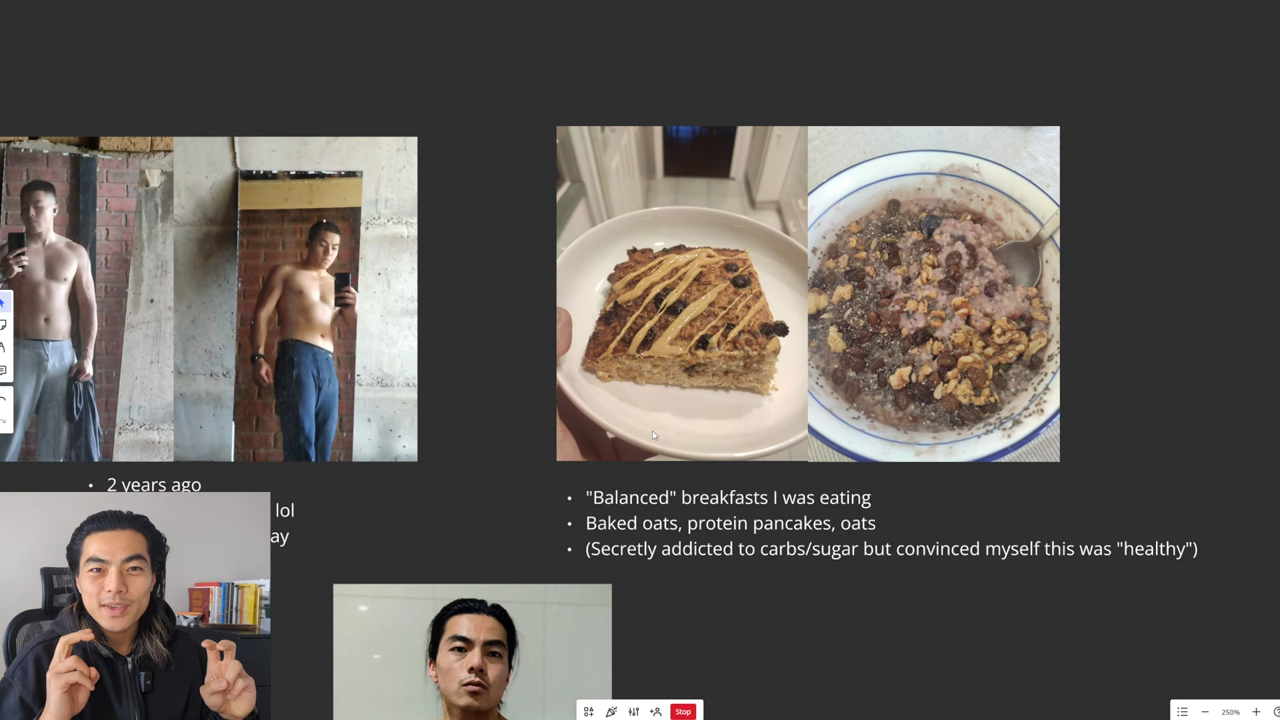 • 2 years ago
lol
ay
• "Balanced" breakfasts I was eating
• Baked oats, protein pancakes, oats
• (Secretly addicted to carbs/sugar but convinced myself this was "healthy")
Stop
250%